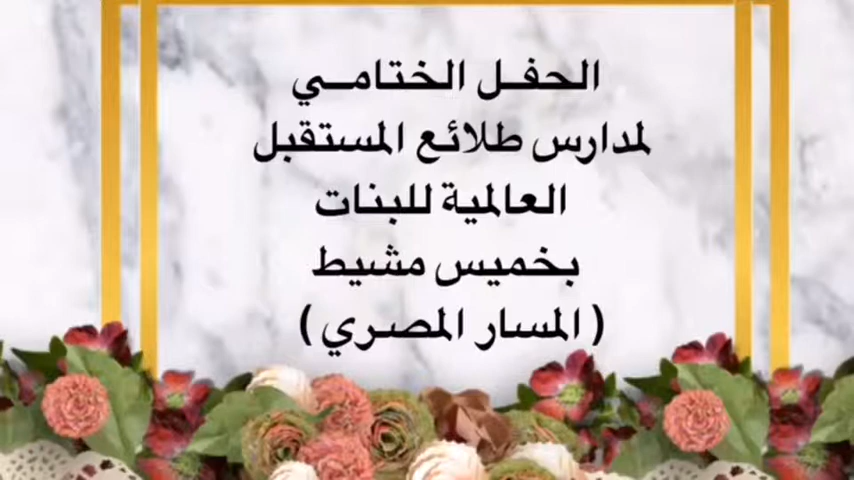 الحفل الختامي
لمدارس طلائع المستقبل
العالمية للبنات
بخميس مشيط
( المسار المصري )